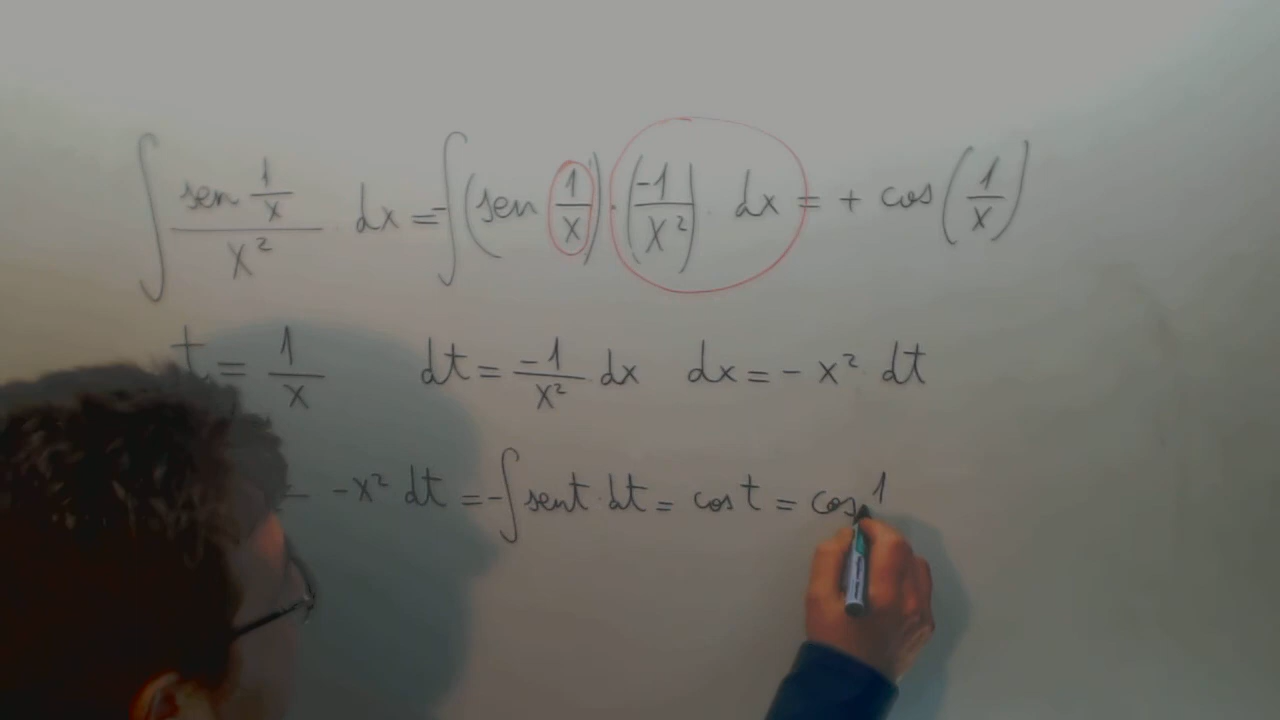 ∫ (sen 1/x)/x² dx = -∫ (sen 1/x) · (-1/x²) dx = + cos (1/x)
t = 1/x dt = -1/x² dx dx = - x² dt
-x² dt = -∫ sent · dt = cos t = cos 1